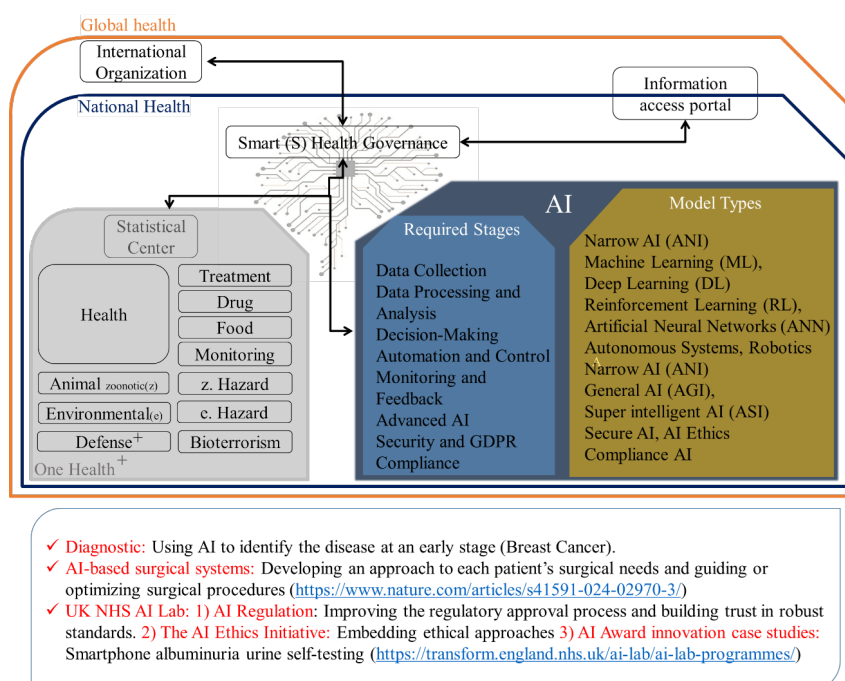 Global health
International
Organization
Information
access portal
National Health
Smart (S) Health Governance
Statistical
Center
Health
Treatment
Drug
Food
Monitoring
Animal zoonotic(z)
z. Hazard
Environmental(e)
e. Hazard
Defense+
Bioterrorism
One Health+
AI
Required Stages
Data Collection
Data Processing and
Analysis
Decision-Making
Automation and Control
Monitoring and
Feedback
Advanced AI
Security and GDPR
Compliance
Model Types
Narrow AI (ANI)
Machine Learning (ML),
Deep Learning (DL)
Reinforcement Learning (RL),
Artificial Neural Networks (ANN)
Autonomous Systems, Robotics
A
Narrow AI (ANI)
General AI (AGI),
Super intelligent AI (ASI)
Secure AI, AI Ethics
Compliance AI
✓ Diagnostic: Using AI to identify the disease at an early stage (Breast Cancer).
✓ AI-based surgical systems: Developing an approach to each patient's surgical needs and guiding or
optimizing surgical procedures (https://www.nature.com/articles/s41591-024-02970-3/)
✓ UK NHS AI Lab: 1) AI Regulation: Improving the regulatory approval process and building trust in robust
standards. 2) The AI Ethics Initiative: Embedding ethical approaches 3) AI Award innovation case studies:
Smartphone albuminuria urine self-testing (https://transform.england.nhs.uk/ai-lab/ai-lab-programmes/)